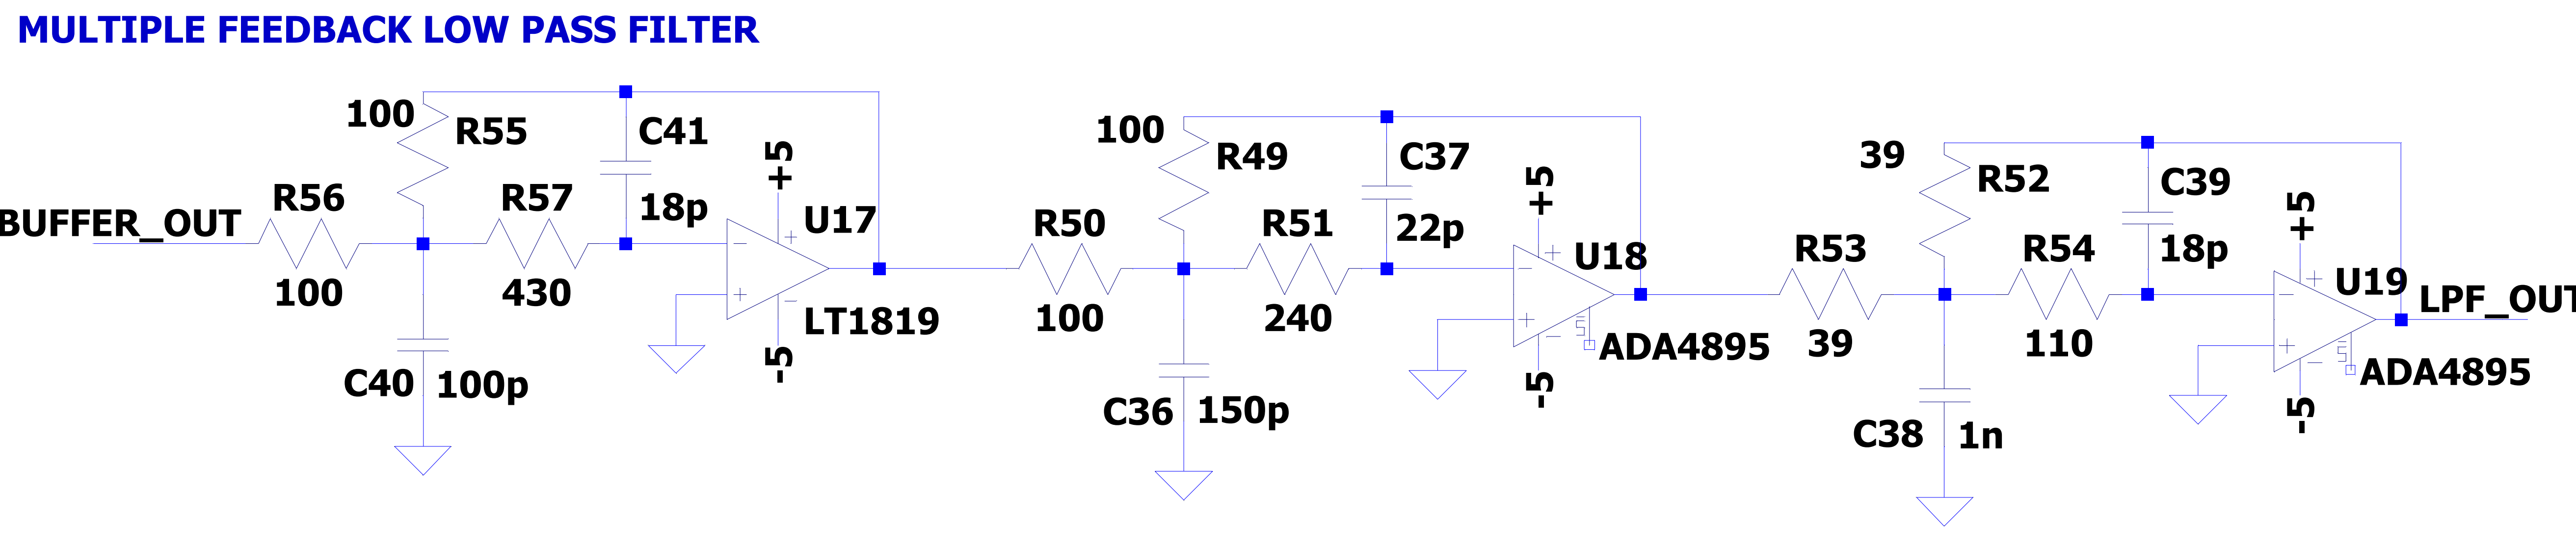 MULTIPLE FEEDBACK LOW PASS FILTER
BUFFER_OUT
R56
100
100
R55
R57
430
C41
18p
C40
100p
+5
-5
U17
LT1819
R50
100
100
R49
R51
240
C37
22p
C36
150p
+5
-5
U18
ADA4895
R53
39
39
R52
R54
110
C39
18p
C38
1n
+5
-5
U19
ADA4895
LPF_OUT